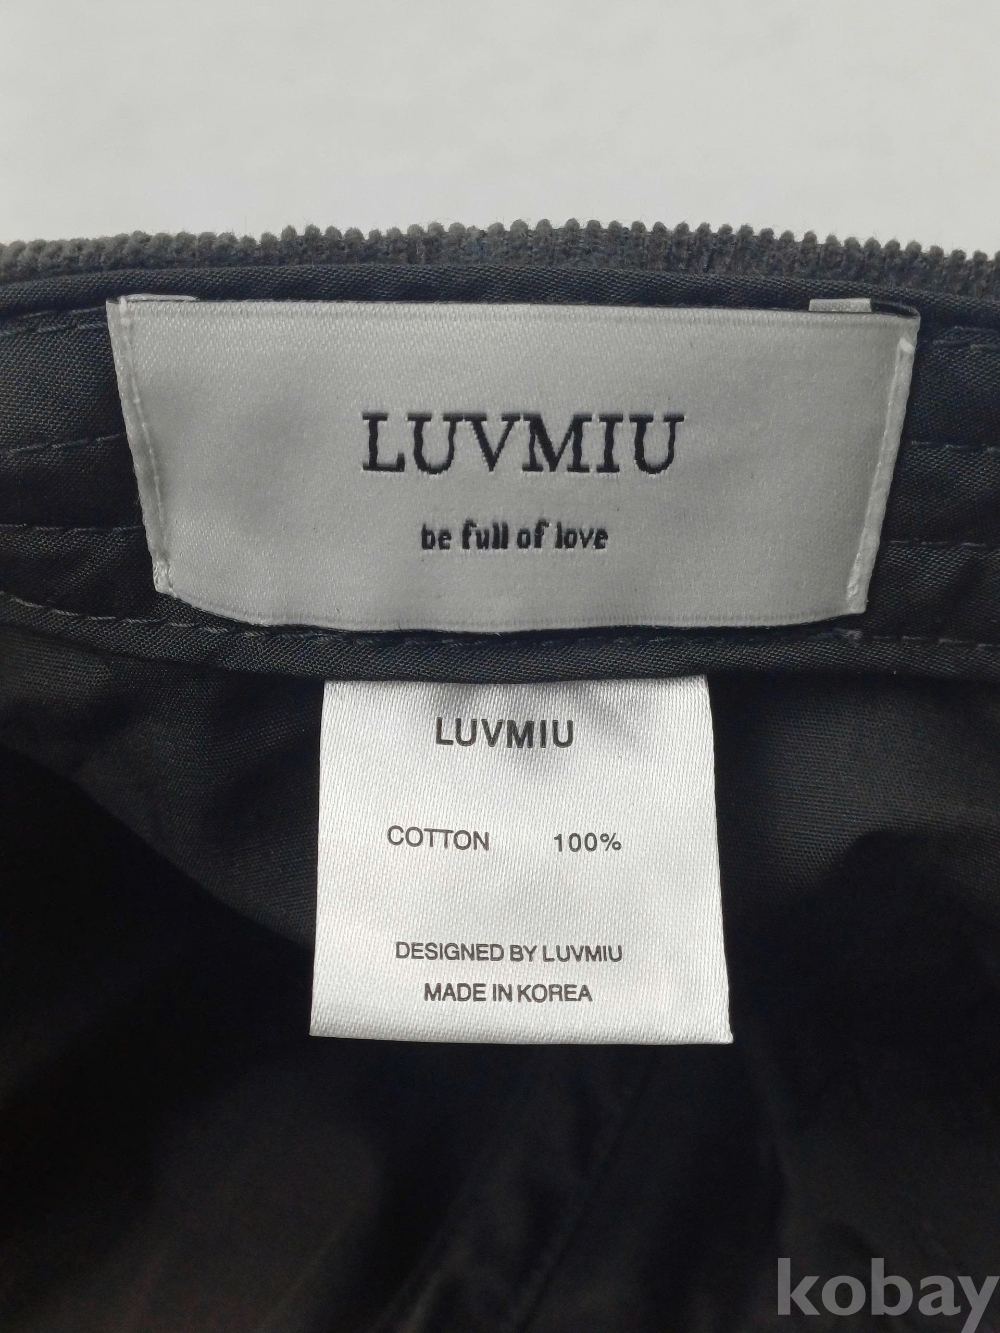 LUVMIU
be full of love
LUVMIU
COTTON 100%
DESIGNED BY LUVMIU
MADE IN KOREA
kobay